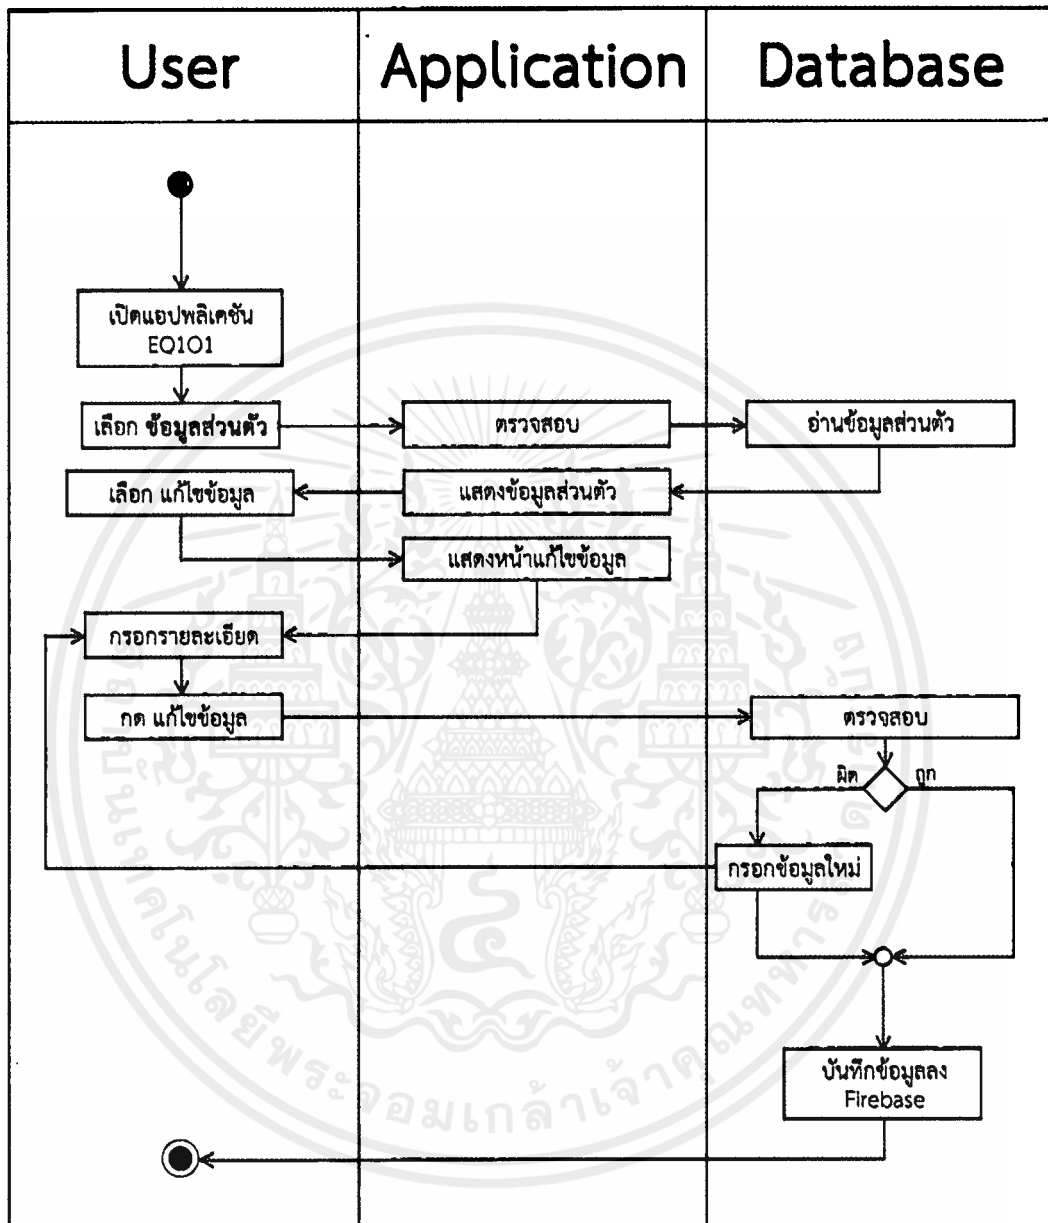 User
Application
Database
เปิดแอปพลิเคชัน
EQ101
เลือก ข้อมูลส่วนตัว
ตรวจสอบ
อ่านข้อมูลส่วนตัว
เลือก แก้ไขข้อมูล
แสดงข้อมูลส่วนตัว
แสดงหน้าแก้ไขข้อมูล
กรอกรายละเอียด
กด แก้ไขข้อมูล
ตรวจสอบ
ผิด
ถูก
กรอกข้อมูลใหม่
บันทึกข้อมูลลง
Firebase